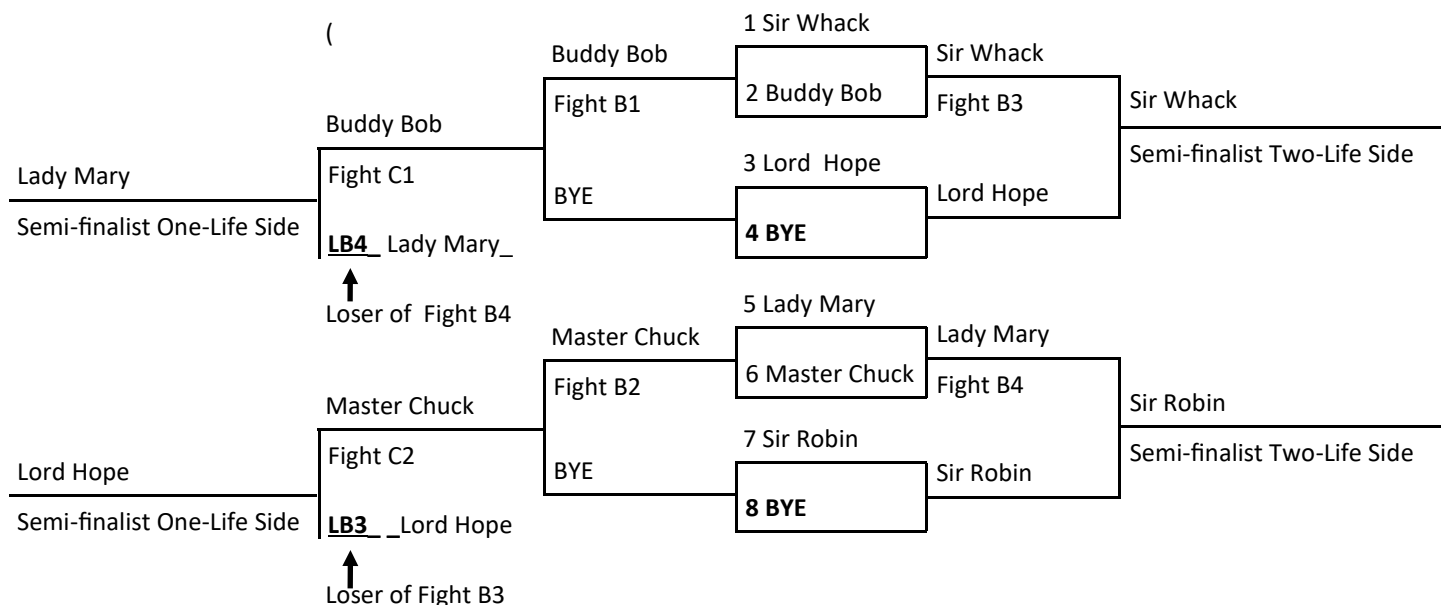 (
1 Sir Whack
Buddy Bob
Sir Whack
Fight B1
2 Buddy Bob
Fight B3
Sir Whack
Buddy Bob
Semi-finalist Two-Life Side
Lady Mary
Fight C1
3 Lord  Hope
BYE
Lord Hope
Semi-finalist One-Life Side
LB4_ Lady Mary_
4 BYE
Loser of  Fight B4
5 Lady Mary
Master Chuck
Lady Mary
Fight B2
6 Master Chuck
Fight B4
Master Chuck
Sir Robin
7 Sir Robin
Semi-finalist Two-Life Side
Lord Hope
Fight C2
BYE
Sir Robin
8 BYE
Semi-finalist One-Life Side
LB3_ _Lord Hope
Loser of Fight B3